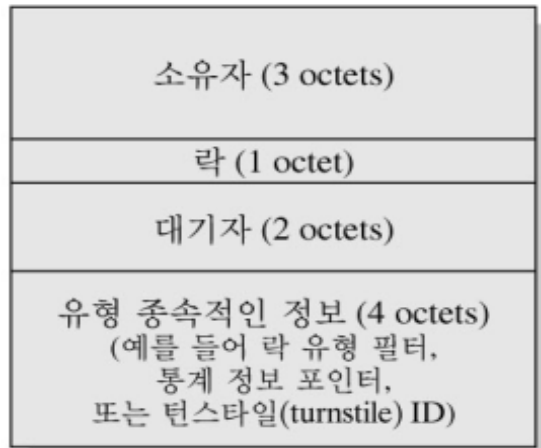 소유자 (3 octets)
락 (1 octet)
대기자 (2 octets)
유형 종속적인 정보 (4 octets)
(예를 들어 락 유형 필터,
통계 정보 포인터,
또는 턴스타일(turnstile) ID)